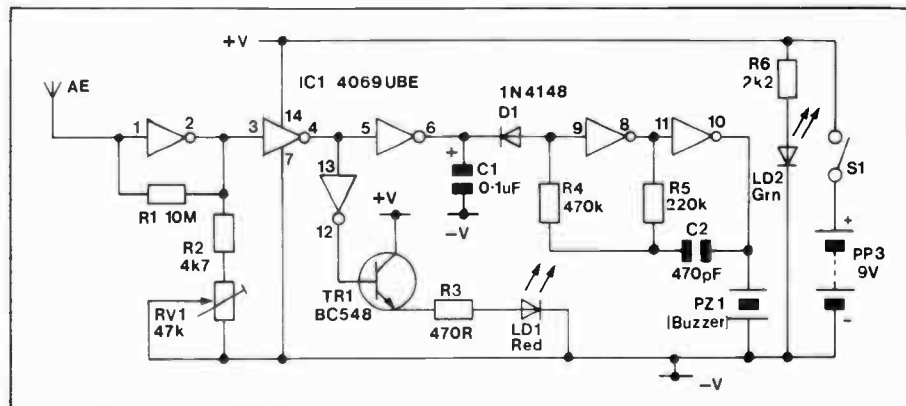 +V
AE
IC1 4069UBE
1
2
3
14
4
7
5
6
1N4148
D1
9
8
11
10
R6
2k2
S1
LD2
Grn
R1 10M
R2
4k7
RV1
47k
13
12
+V
TR1
BC548
+
C1
0·1uF
-V
R4
470k
R5
220k
C2
470pF
R3
470R
LD1
Red
PZ1
(Buzzer)
+
PP3
9V
-
-V